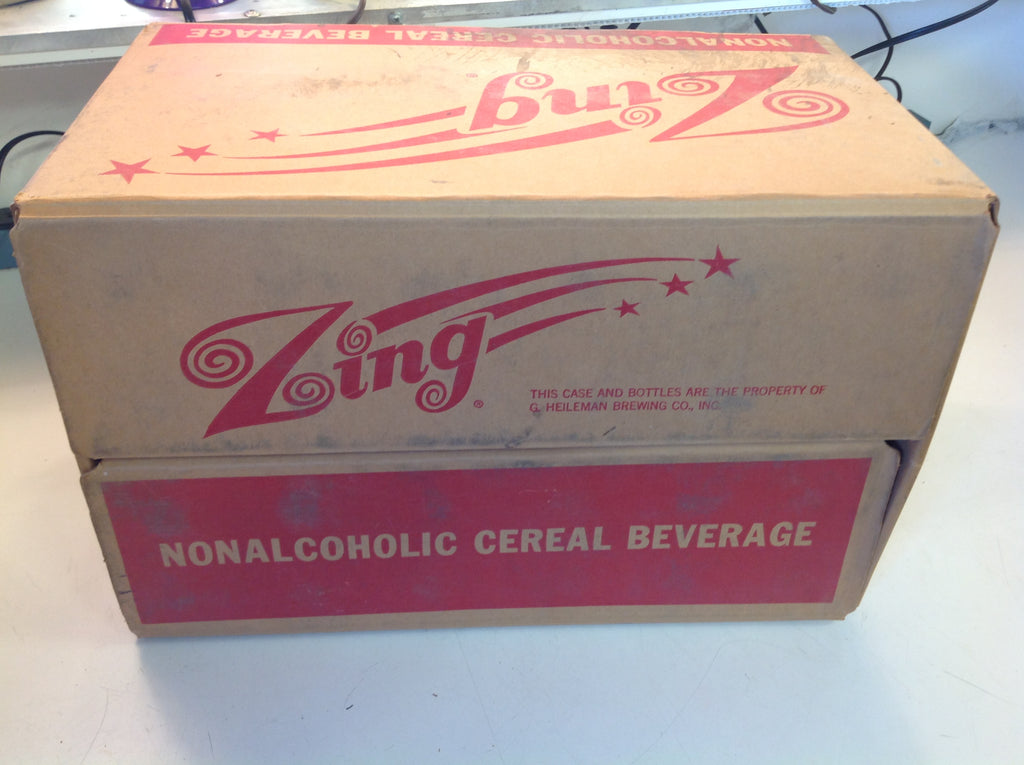 NONALCOHOLIC CEREAL BEVERAGE
Zing®
Zing®
THIS CASE AND BOTTLES ARE THE PROPERTY OF
G. HEILEMAN BREWING CO., INC.
NONALCOHOLIC CEREAL BEVERAGE